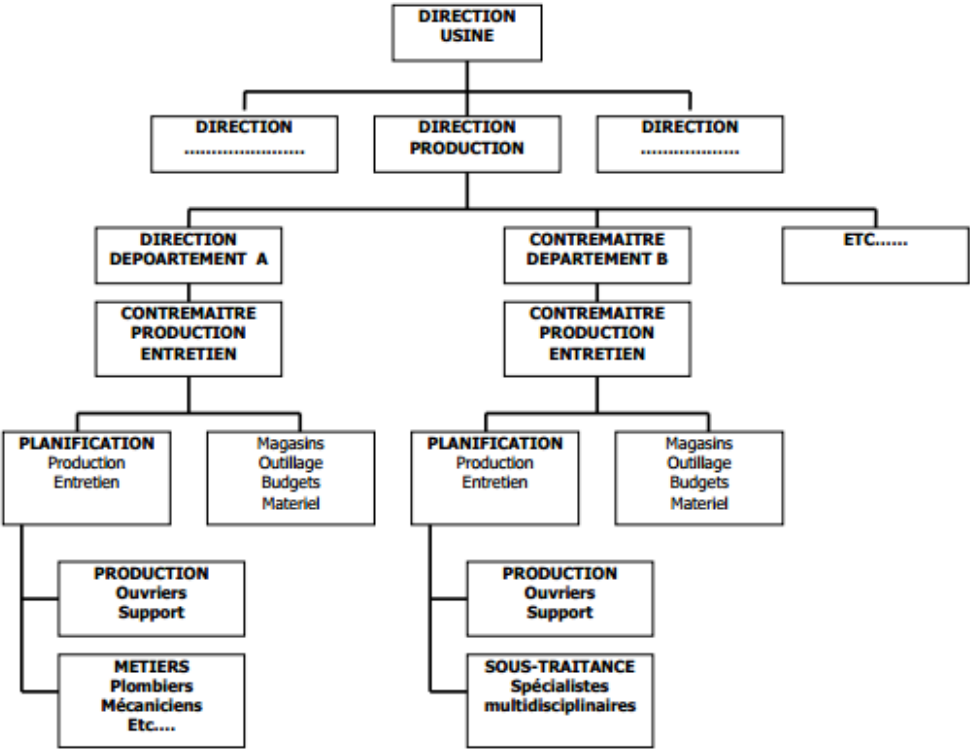 DIRECTION
USINE
DIRECTION
......................
DIRECTION
PRODUCTION
DIRECTION
..................
DIRECTION
DEPOARTEMENT A
CONTREMAITRE
DEPARTEMENT B
ETC......
CONTREMAITRE
PRODUCTION
ENTRETIEN
CONTREMAITRE
PRODUCTION
ENTRETIEN
PLANIFICATION
Production
Entretien
Magasins
Outillage
Budgets
Materiel
PLANIFICATION
Production
Entretien
Magasins
Outillage
Budgets
Materiel
PRODUCTION
Ouvriers
Support
PRODUCTION
Ouvriers
Support
METIERS
Plombiers
Mécaniciens
Etc....
SOUS-TRAITANCE
Spécialistes
multidisciplinaires